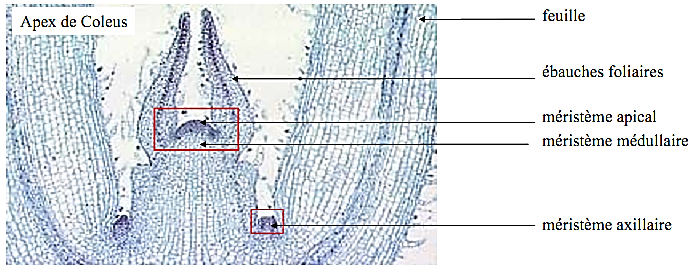 Apex de Coleus
feuille
ébauches foliaires
méristème apical
méristème médullaire
méristème axillaire